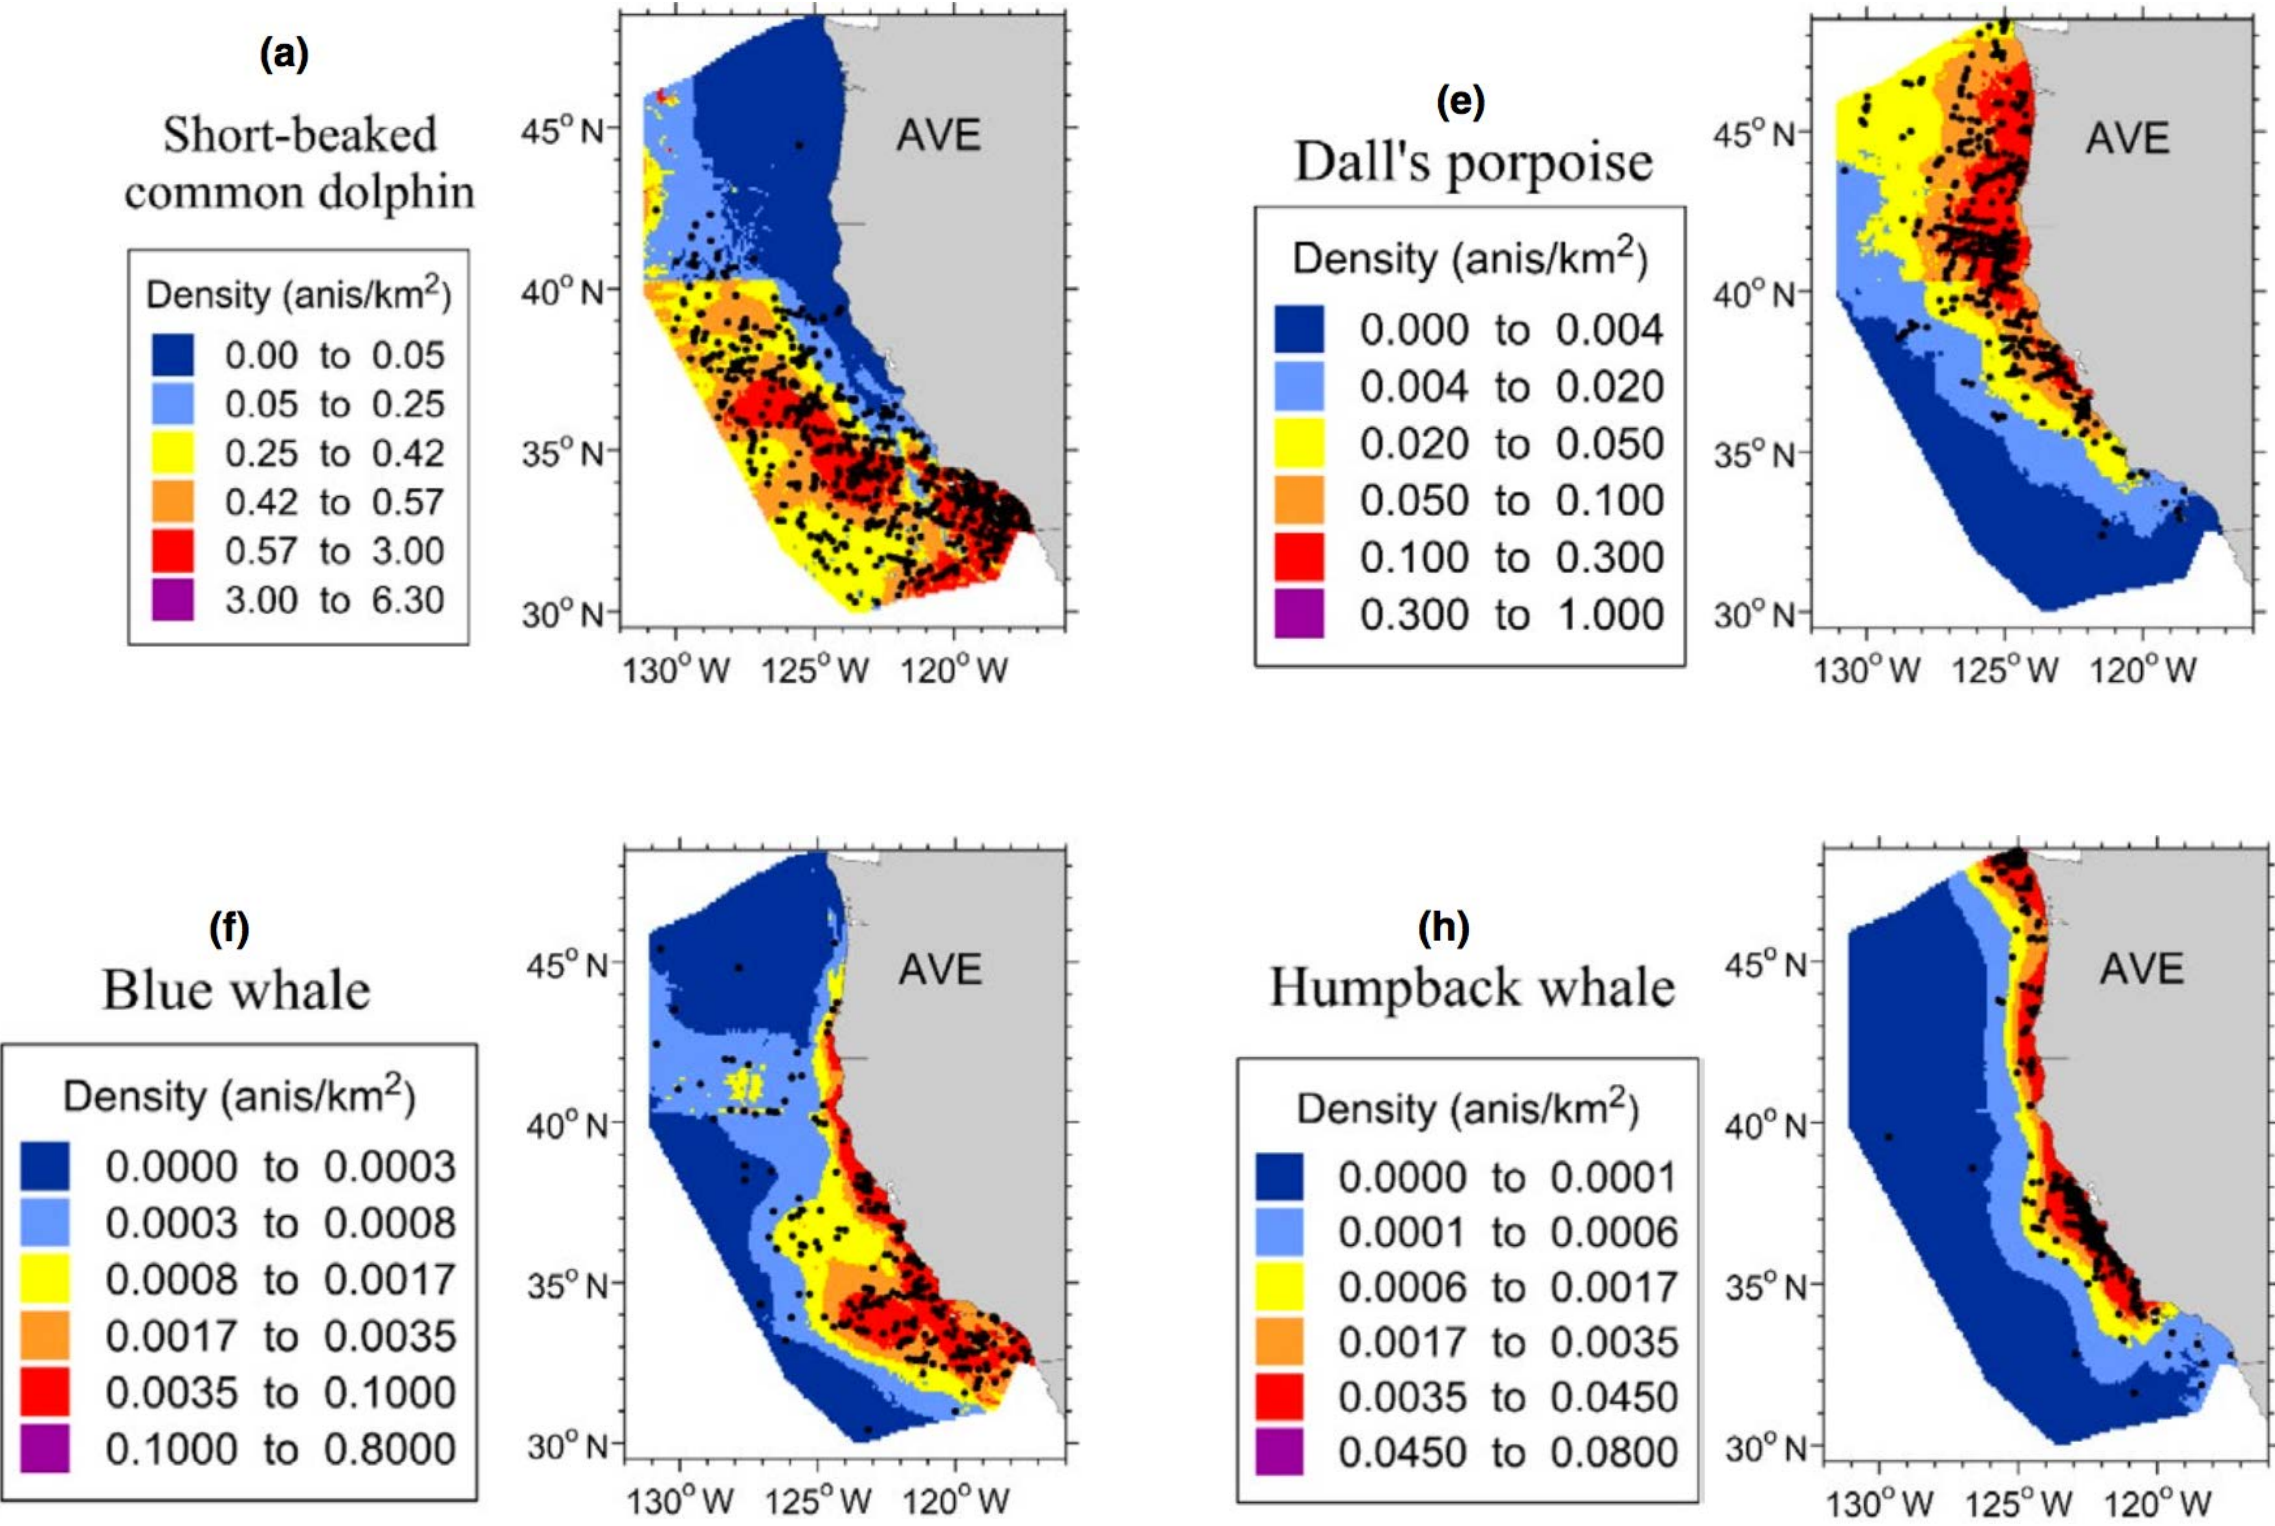 (a)
Short-beaked
common dolphin
Density (anis/km²)
0.00 to 0.05
0.05 to 0.25
0.25 to 0.42
0.42 to 0.57
0.57 to 3.00
3.00 to 6.30
AVE
45° N
40° N
35° N
30° N
130° W 125° W 120° W
(e)
Dall's porpoise
Density (anis/km²)
0.000 to 0.004
0.004 to 0.020
0.020 to 0.050
0.050 to 0.100
0.100 to 0.300
0.300 to 1.000
AVE
45° N
40° N
35° N
30° N
130° W 125° W 120° W
(f)
Blue whale
Density (anis/km²)
0.0000 to 0.0003
0.0003 to 0.0008
0.0008 to 0.0017
0.0017 to 0.0035
0.0035 to 0.1000
0.1000 to 0.8000
AVE
45° N
40° N
35° N
30° N
130° W 125° W 120° W
(h)
Humpback whale
Density (anis/km²)
0.0000 to 0.0001
0.0001 to 0.0006
0.0006 to 0.0017
0.0017 to 0.0035
0.0035 to 0.0450
0.0450 to 0.0800
AVE
45° N
40° N
35° N
30° N
130° W 125° W 120° W